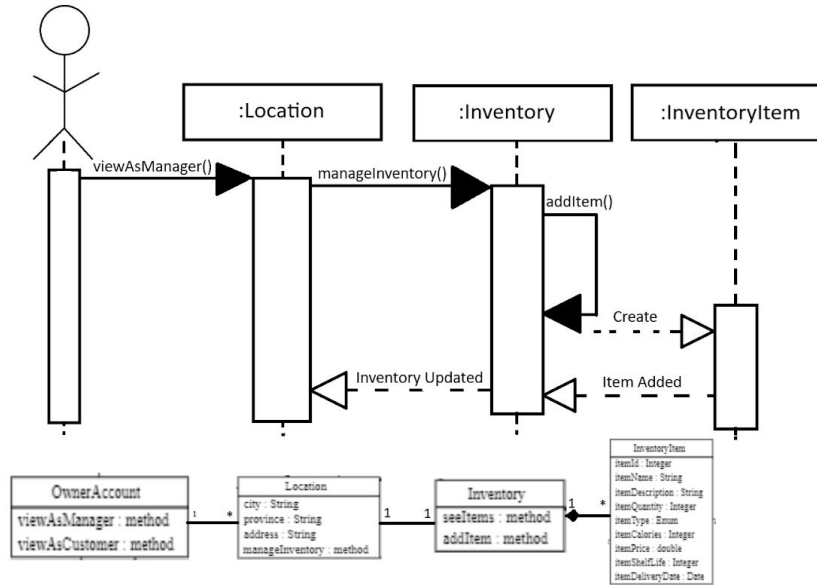 :Location
:Inventory
:InventoryItem
viewAsManager()
manageInventory()
addItem()
Create
Inventory Updated
Item Added
OwnerAccount
viewAsManager : method
viewAsCustomer : method
1
*
Location
city : String
province : String
address : String
manageInventory : method
1
1
Inventory
seeItems : method
addItem : method
1
*
InventoryItem
itemId : Integer
itemName : String
itemDescription : String
itemQuantity : Integer
itemType : Enum
itemCalories : Integer
itemPrice : double
itemShelfLife : Integer
itemDeliveryDate : Date